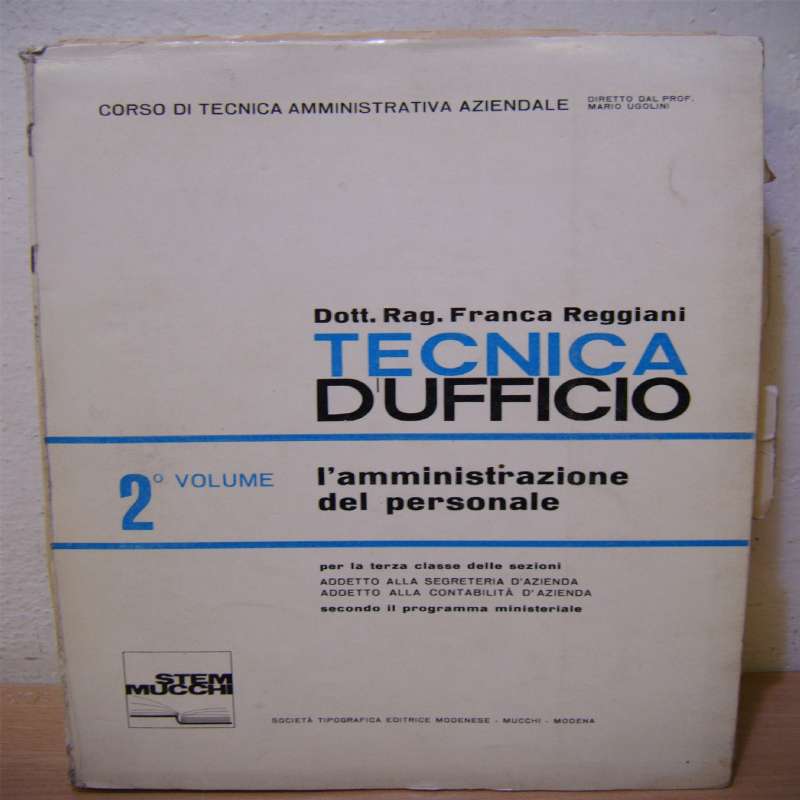 CORSO DI TECNICA AMMINISTRATIVA AZIENDALE
DIRETTO DAL PROF.
MARIO UGOLINI
Dott. Rag. Franca Reggiani
TECNICA
D'UFFICIO
2° VOLUME
l'amministrazione
del personale
per la terza classe delle sezioni
ADDETTO ALLA SEGRETERIA D'AZIENDA
ADDETTO ALLA CONTABILITÀ D'AZIENDA
secondo il programma ministeriale
STEM
MUCCHI
SOCIETÀ TIPOGRAFICA EDITRICE MODENESE - MUCCHI - MODENA